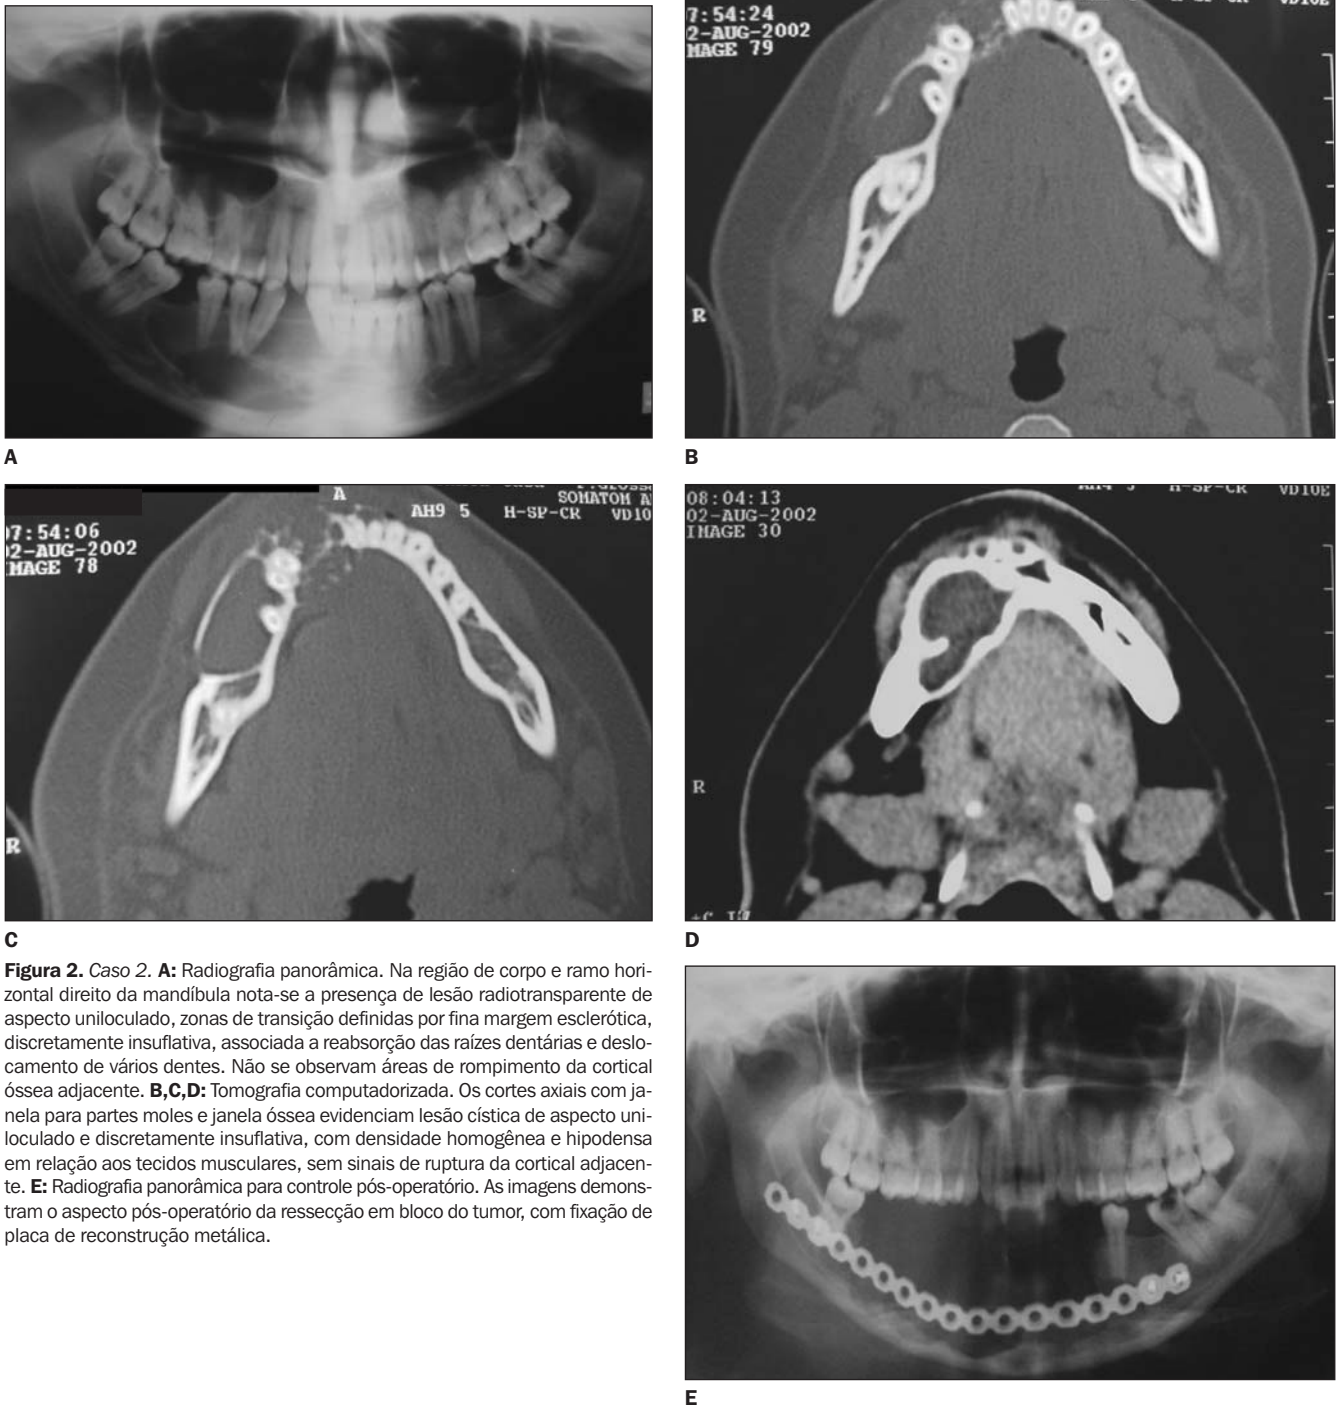 A
7:54:24
2-AUG-2002
MAGE 79
R
B
A
SOMATOM A
AH9 5 H-SP-CR VD10
07:54:06
02-AUG-2002
IMAGE 78
R
C
H-SP-CR VD10E
08:04:13
02-AUG-2002
IMAGE 30
R
D
Figura 2. Caso 2. A: Radiografia panorâmica. Na região de corpo e ramo hori-
zontal direito da mandíbula nota-se a presença de lesão radiotransparente de
aspecto uniloculado, zonas de transição definidas por fina margem esclerótica,
discretamente insuflativa, associada a reabsorção das raízes dentárias e deslo-
camento de vários dentes. Não se observam áreas de rompimento da cortical
óssea adjacente. B,C,D: Tomografia computadorizada. Os cortes axiais com ja-
nela para partes moles e janela óssea evidenciam lesão cística de aspecto uni-
loculado e discretamente insuflativa, com densidade homogênea e hipodensa
em relação aos tecidos musculares, sem sinais de ruptura da cortical adjacen-
te. E: Radiografia panorâmica para controle pós-operatório. As imagens demons-
tram o aspecto pós-operatório da ressecção em bloco do tumor, com fixação de
placa de reconstrução metálica.
E